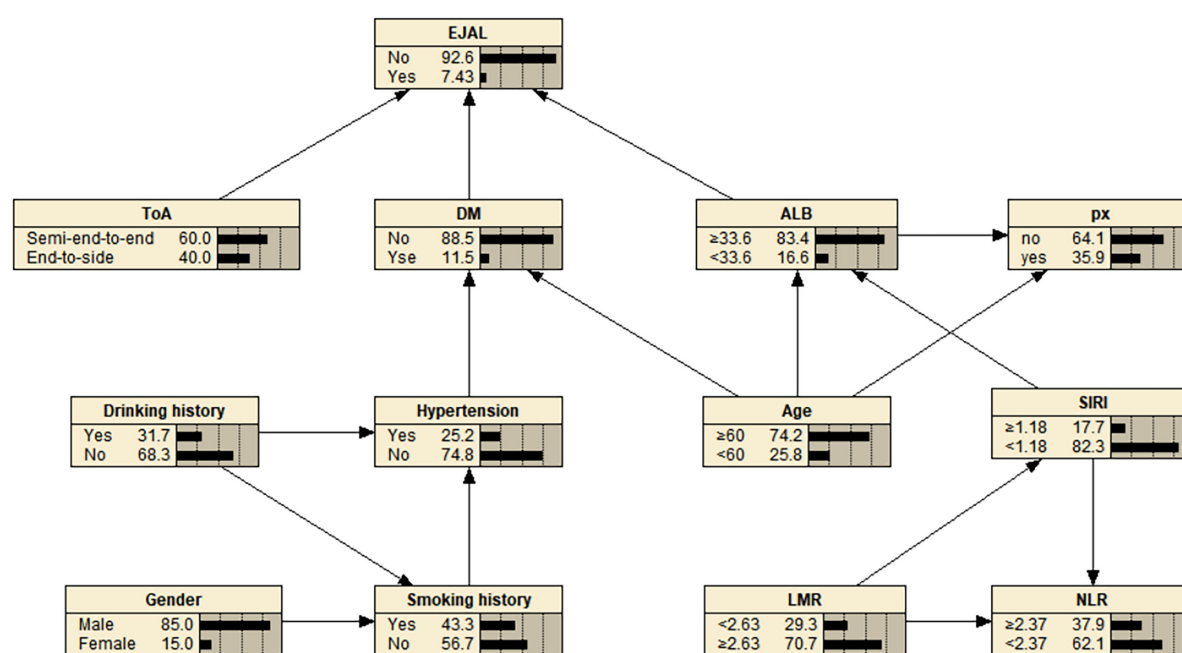 EJAL
No 92.6
Yes 7.43
ToA
Semi-end-to-end 60.0
End-to-side 40.0
DM
No 88.5
Yse 11.5
ALB
≥33.6 83.4
<33.6 16.6
px
no 64.1
yes 35.9
Drinking history
Yes 31.7
No 68.3
Hypertension
Yes 25.2
No 74.8
Age
≥60 74.2
<60 25.8
SIRI
≥1.18 17.7
<1.18 82.3
Gender
Male 85.0
Female 15.0
Smoking history
Yes 43.3
No 56.7
LMR
<2.63 29.3
≥2.63 70.7
NLR
≥2.37 37.9
<2.37 62.1